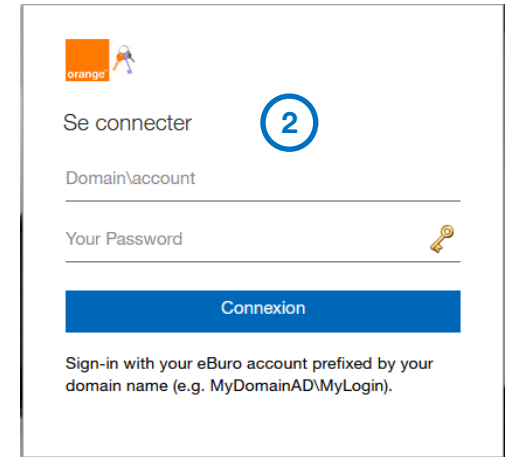 orange™
Se connecter
2
Domain\account
Your Password
Connexion
Sign-in with your eBuro account prefixed by your
domain name (e.g. MyDomainAD\MyLogin).